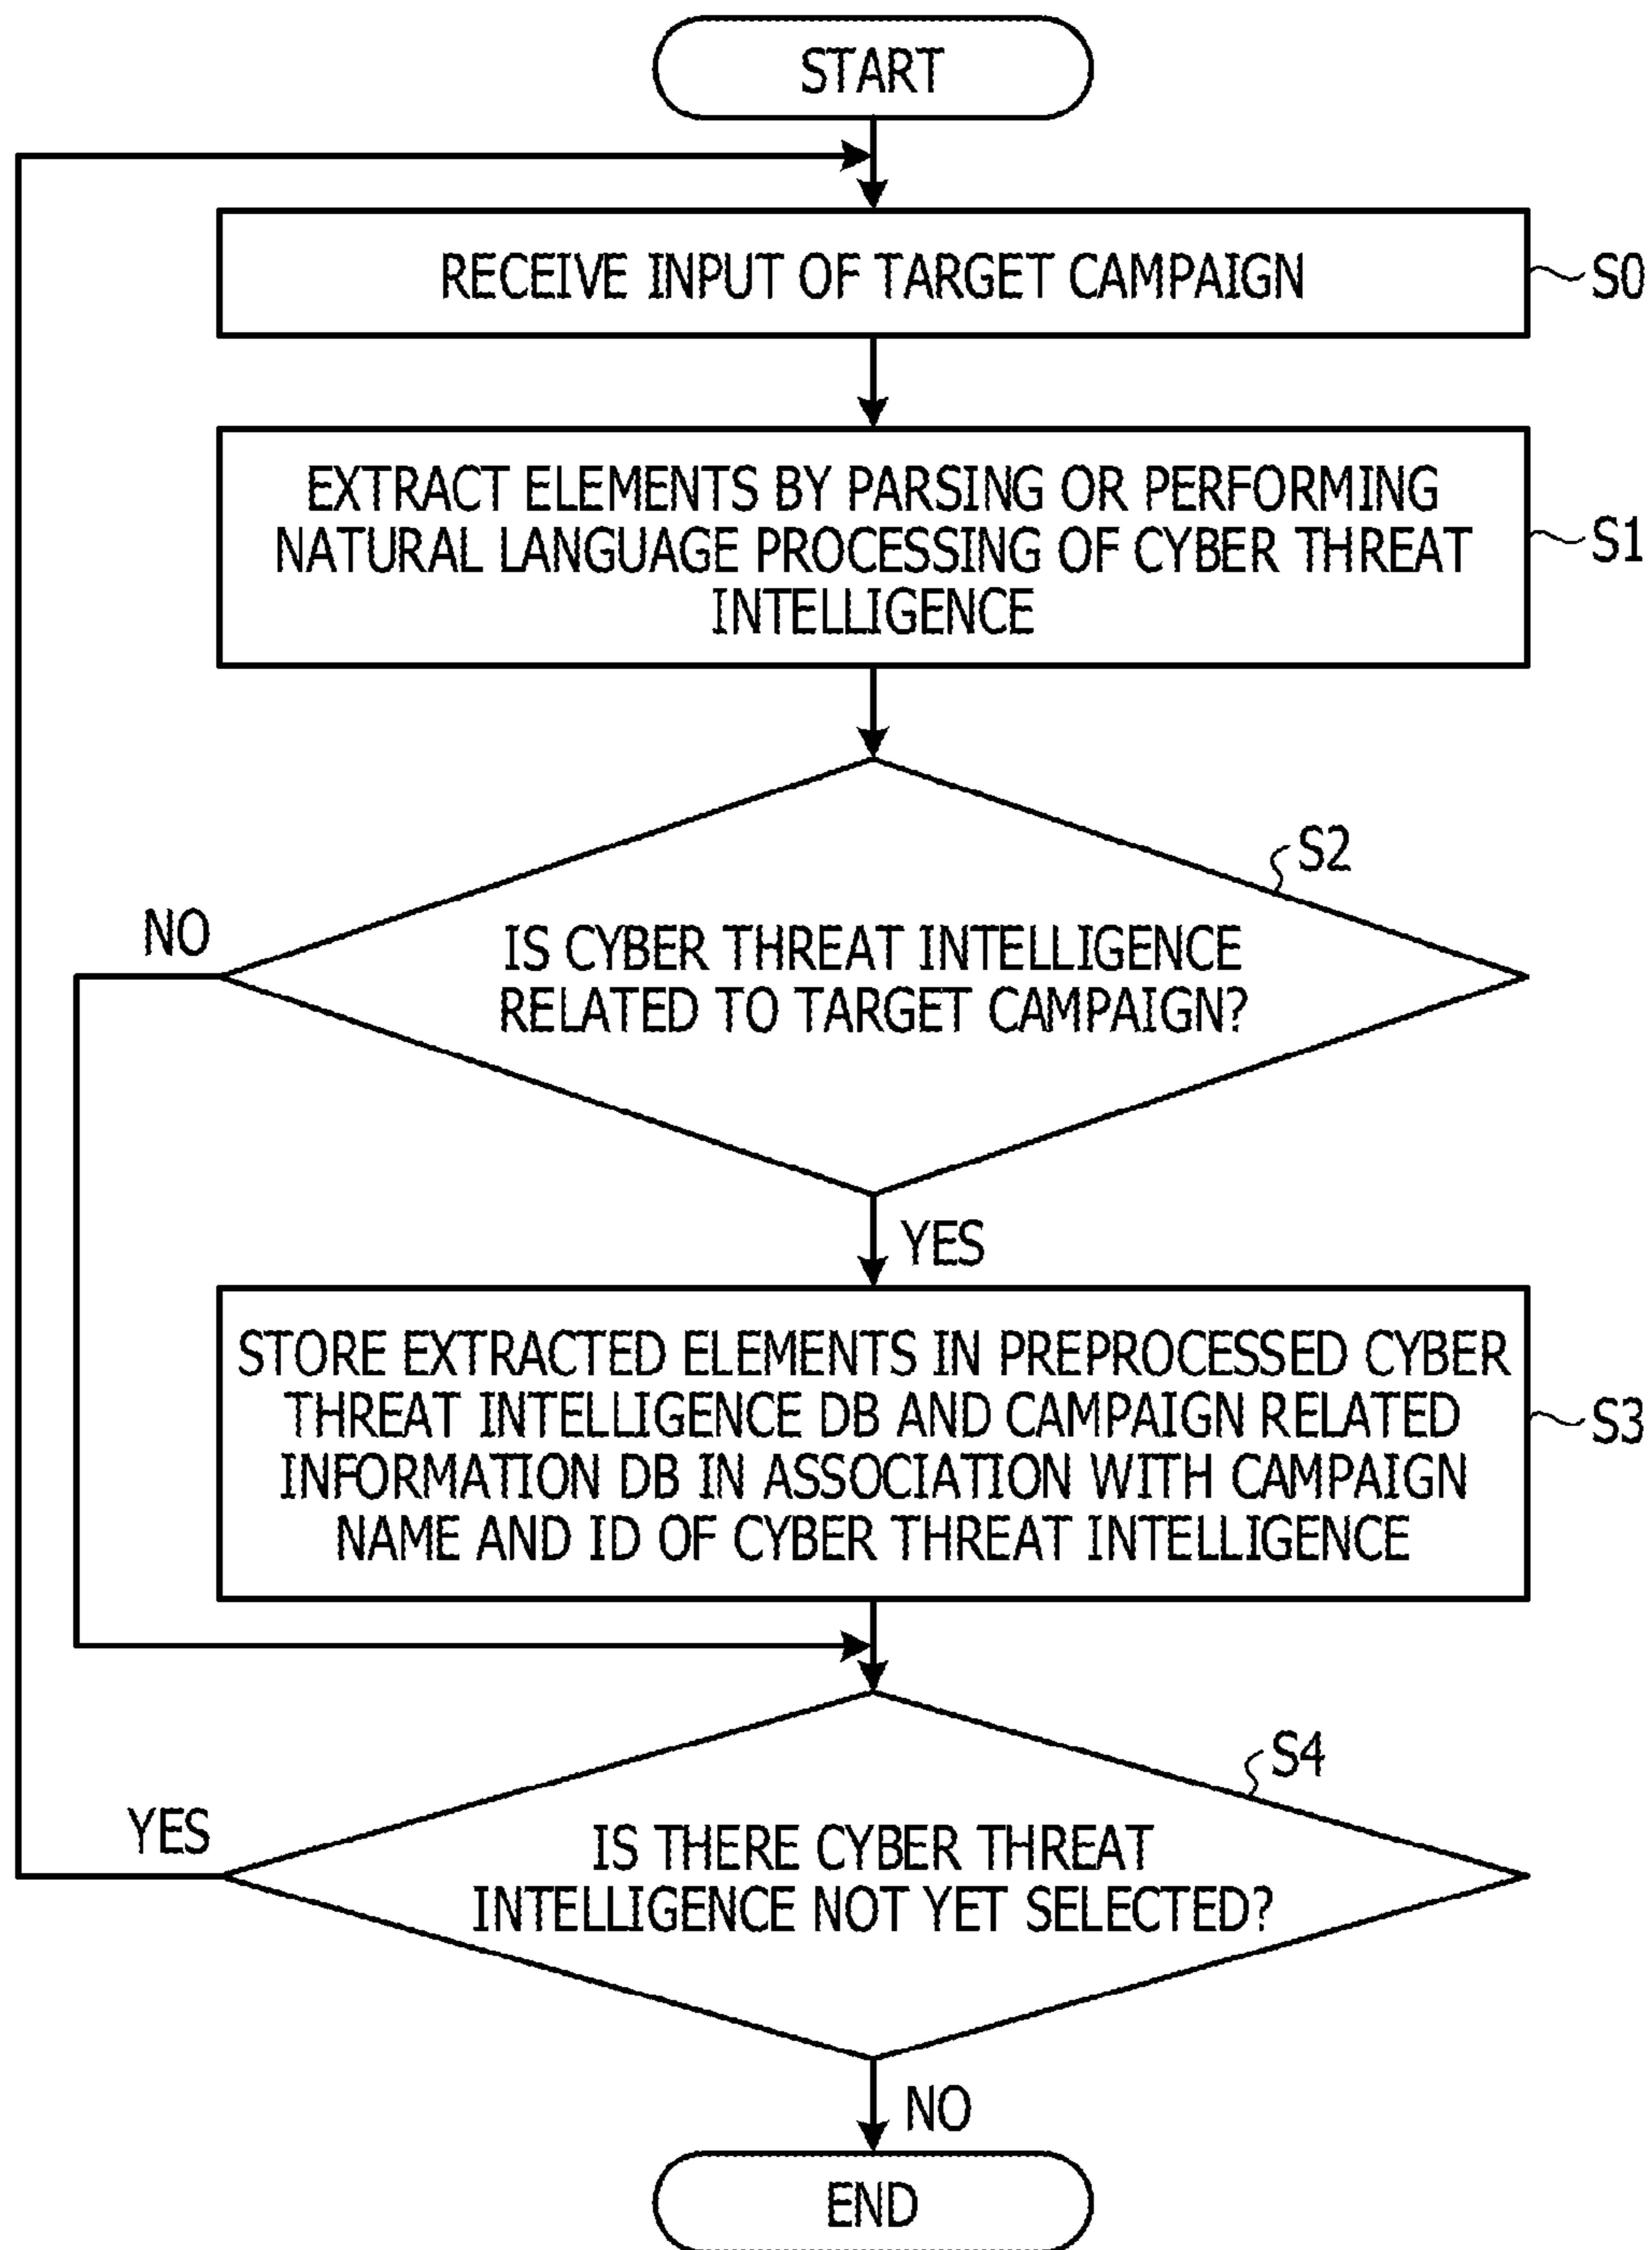 START
RECEIVE INPUT OF TARGET CAMPAIGN
S0
EXTRACT ELEMENTS BY PARSING OR PERFORMING
NATURAL LANGUAGE PROCESSING OF CYBER THREAT
INTELLIGENCE
S1
S2
NO
IS CYBER THREAT INTELLIGENCE
RELATED TO TARGET CAMPAIGN?
YES
STORE EXTRACTED ELEMENTS IN PREPROCESSED CYBER
THREAT INTELLIGENCE DB AND CAMPAIGN RELATED
INFORMATION DB IN ASSOCIATION WITH CAMPAIGN
NAME AND ID OF CYBER THREAT INTELLIGENCE
S3
S4
YES
IS THERE CYBER THREAT
INTELLIGENCE NOT YET SELECTED?
NO
END